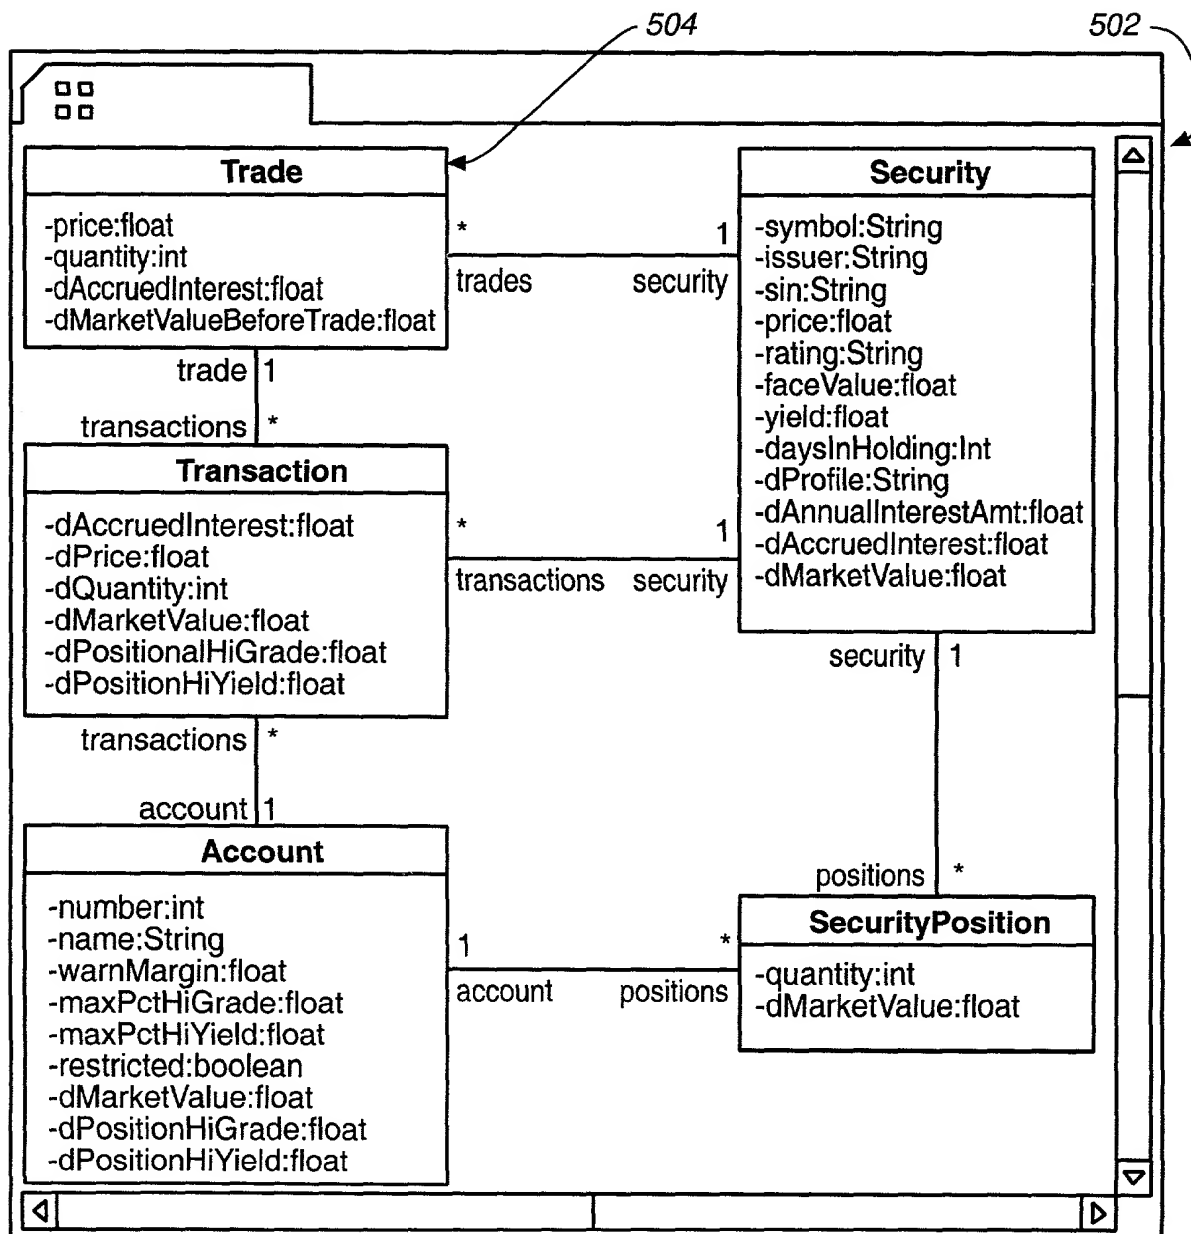 504
502
Trade
-price:float
-quantity:int
-dAccruedInterest:float
-dMarketValueBeforeTrade:float
* 1
trades security
Security
-symbol:String
-issuer:String
-sin:String
-price:float
-rating:String
-faceValue:float
-yield:float
-daysInHolding:Int
-dProfile:String
-dAnnualInterestAmt:float
-dAccruedInterest:float
-dMarketValue:float
trade 1
transactions *
Transaction
-dAccruedInterest:float
-dPrice:float
-dQuantity:int
-dMarketValue:float
-dPositionalHiGrade:float
-dPositionHiYield:float
* 1
transactions security
security 1
positions *
transactions *
account 1
Account
-number:int
-name:String
-warnMargin:float
-maxPctHiGrade:float
-maxPctHiYield:float
-restricted:boolean
-dMarketValue:float
-dPositionHiGrade:float
-dPositionHiYield:float
1 *
account positions
SecurityPosition
-quantity:int
-dMarketValue:float